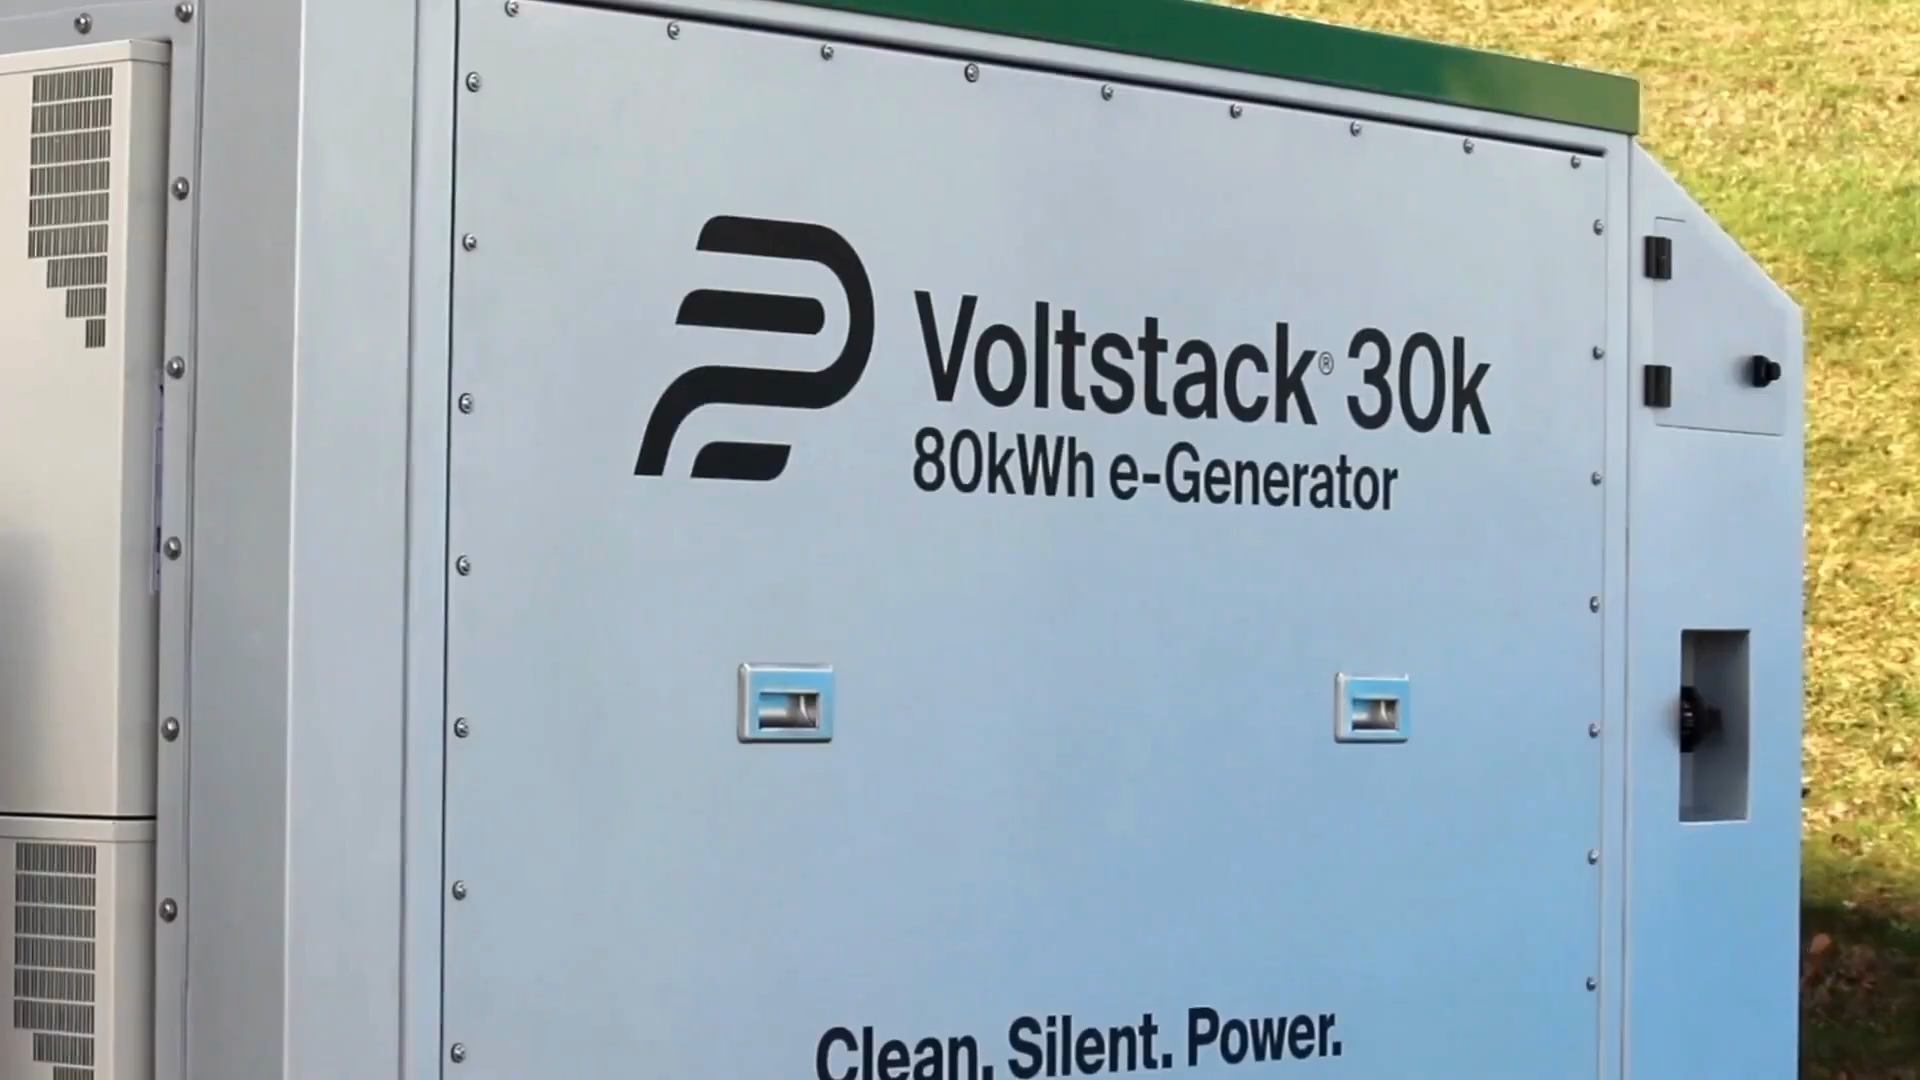 Voltstack® 30k
80kWh e-Generator
Clean. Silent. Power.